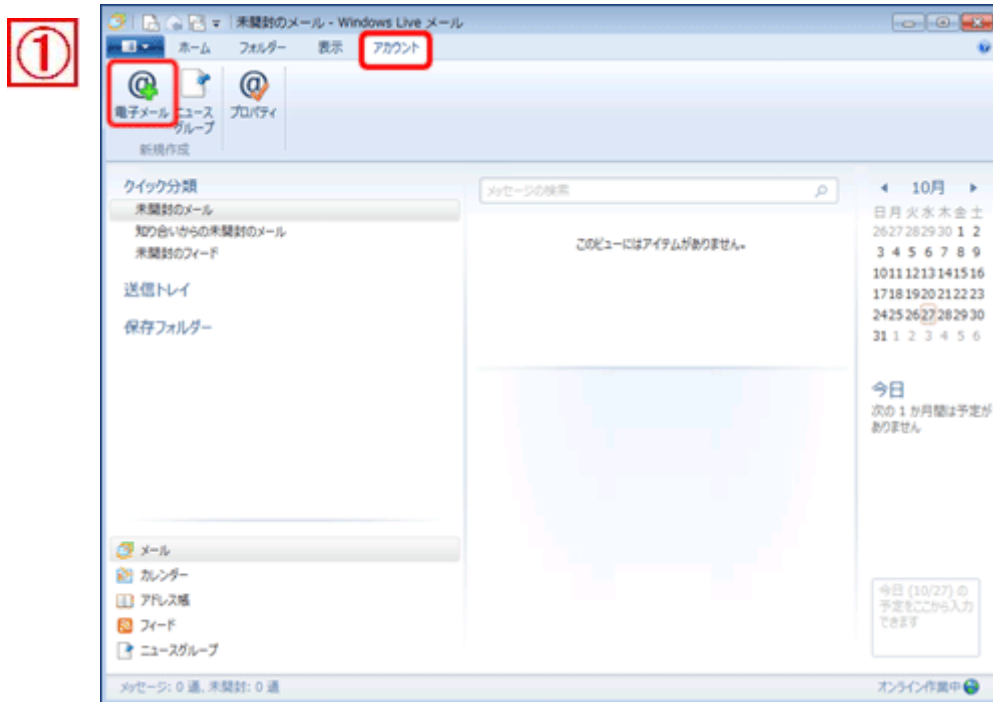 ①
未開封のメール - Windows Live メール
ホーム フォルダー 表示 アカウント
電子メール
ニュース
グループ
プロパティ
新規作成
クイック分類
未開封のメール
知り合いからの未開封のメール
未開封のフィード
送信トレイ
保存フォルダー
メール
カレンダー
アドレス帳
フィード
ニュースグループ
メッセージの検索
このビューにはアイテムがありません。
10月
日 月 火 水 木 金 土
26 27 28 29 30 1 2
3 4 5 6 7 8 9
10 11 12 13 14 15 16
17 18 19 20 21 22 23
24 25 26 27 28 29 30
31 1 2 3 4 5 6
今日
次の 1 か月間は予定が
ありません
今日 (10/27) の
予定をここから入力
できます
メッセージ: 0 通、未開封: 0 通
オンライン作業中